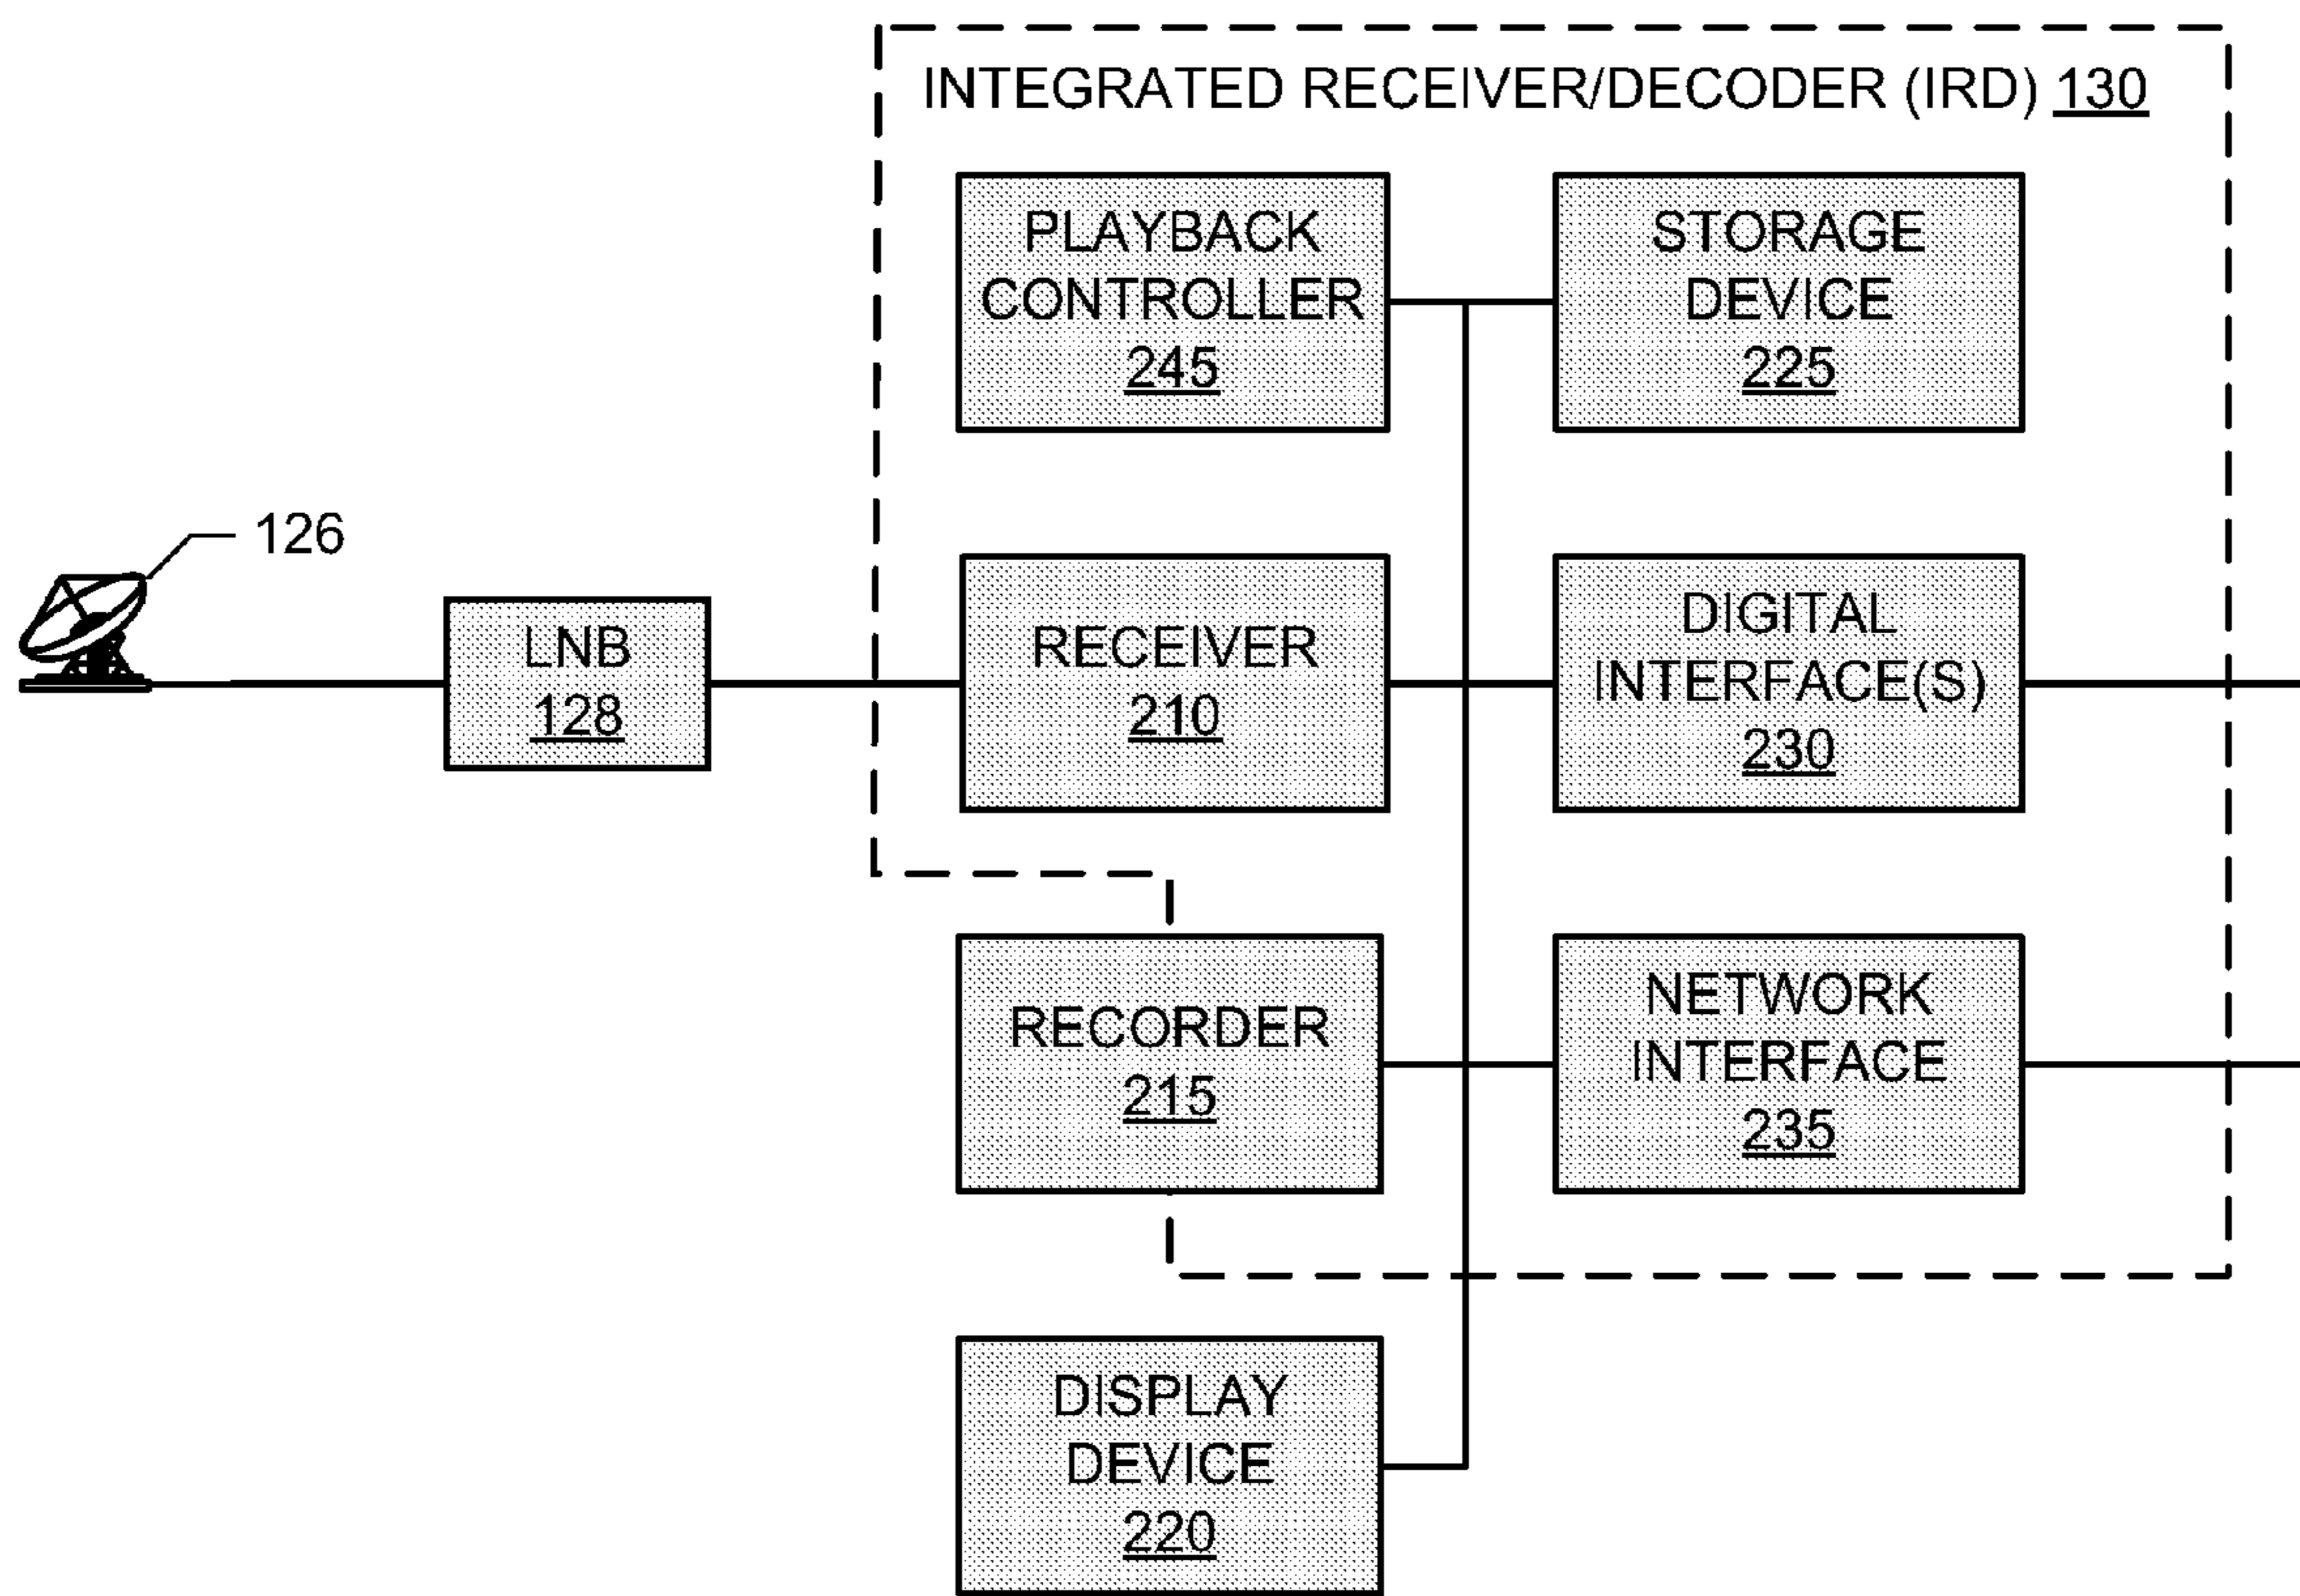 INTEGRATED RECEIVER/DECODER (IRD) 130
PLAYBACK
CONTROLLER
245
STORAGE
DEVICE
225
126
LNB
128
RECEIVER
210
DIGITAL
INTERFACE(S)
230
RECORDER
215
NETWORK
INTERFACE
235
DISPLAY
DEVICE
220